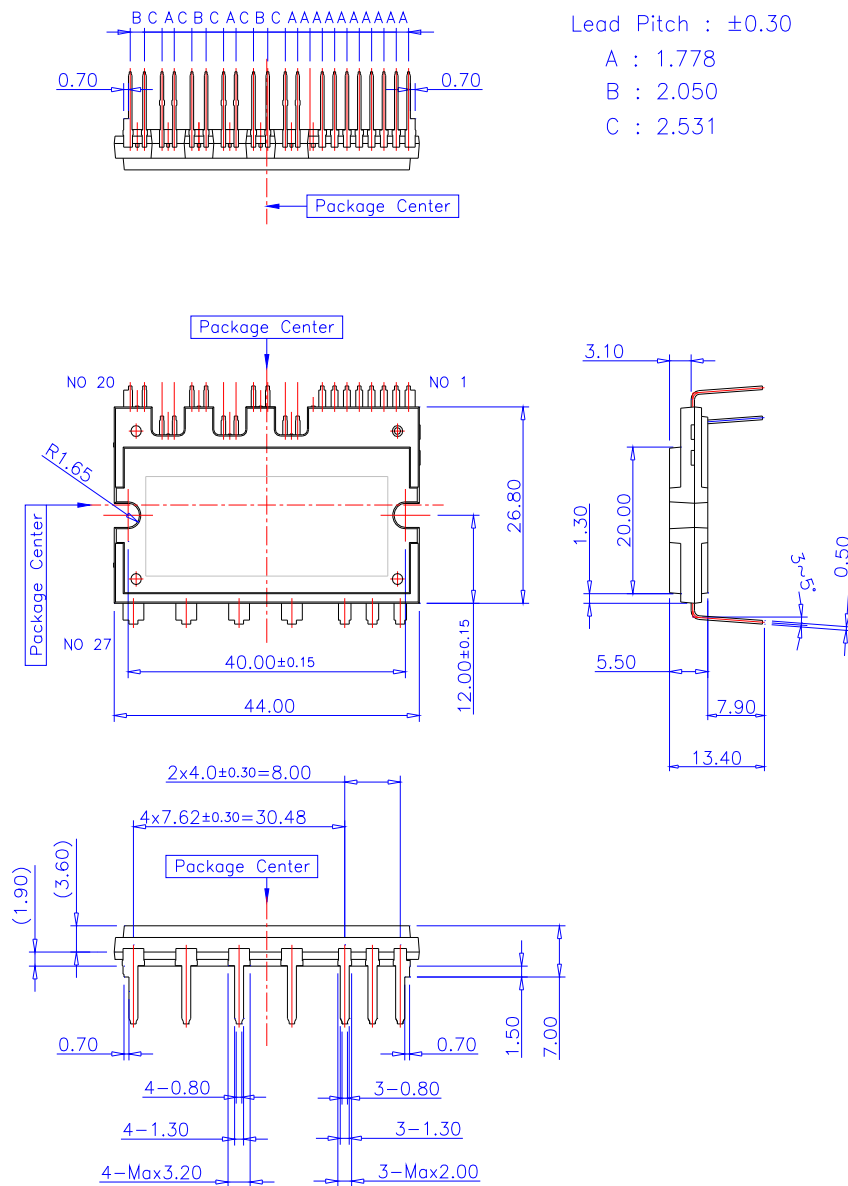 B C A C B C A C B C A A A A A A A A A A
Lead Pitch : ±0.30
A : 1.778
B : 2.050
C : 2.531
0.70
0.70
Package Center
Package Center
NO 20
NO 1
R1.65
Package Center
NO 27
26.80
12.00±0.15
40.00±0.15
44.00
3.10
1.30
20.00
3~5°
0.50
5.50
7.90
13.40
2x4.0±0.30=8.00
4x7.62±0.30=30.48
Package Center
(1.90)
(3.60)
1.50
7.00
0.70
0.70
4-0.80
3-0.80
4-1.30
3-1.30
4-Max3.20
3-Max2.00